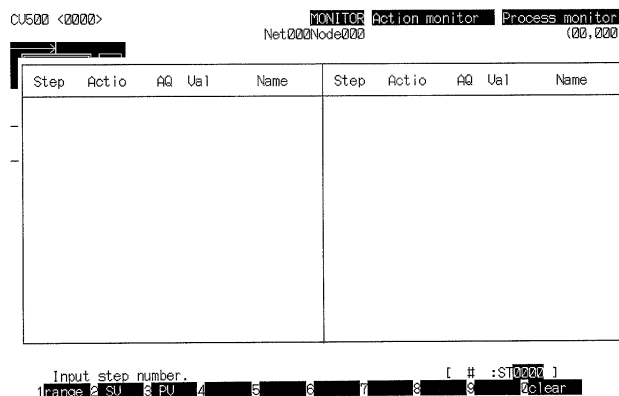 CV500 <0000> MONITOR Action monitor Process monitor
Net000Node000 (00,000
Step Actio AQ Val Name Step Actio AQ Val Name
Input step number. [ # :ST0000 ]
1range 2 SV 3 PV 4 5 6 7 8 9 0clear